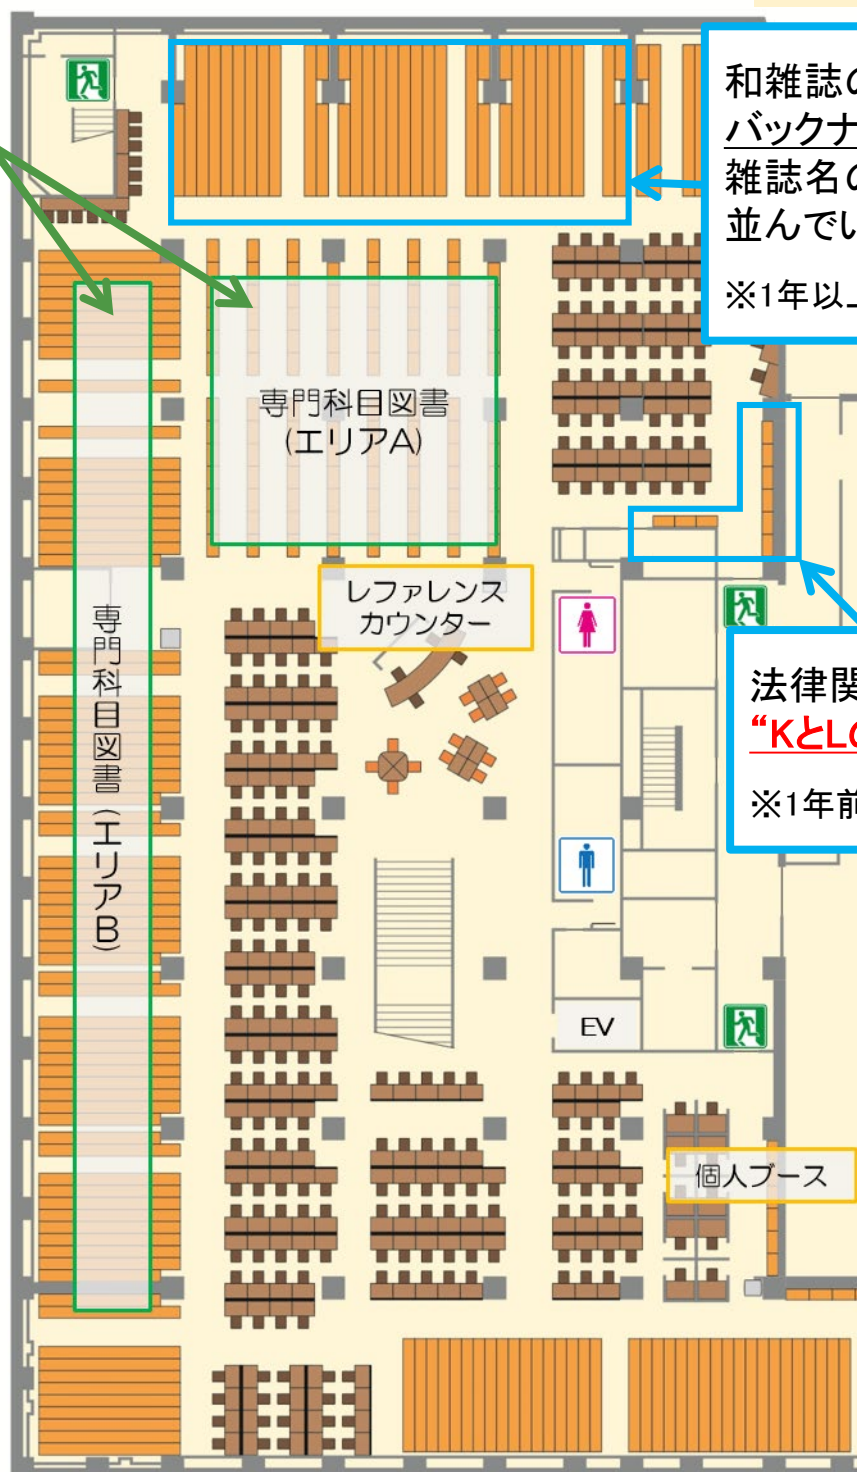 和雑誌の
バックナ
雑誌名の
並んでい
※1年以上
専門科目図書
(エリアA)
レファレンス
カウンター
専門科目図書(エリアB)
法律関
“KとLの
※1年前
EV
個人ブース